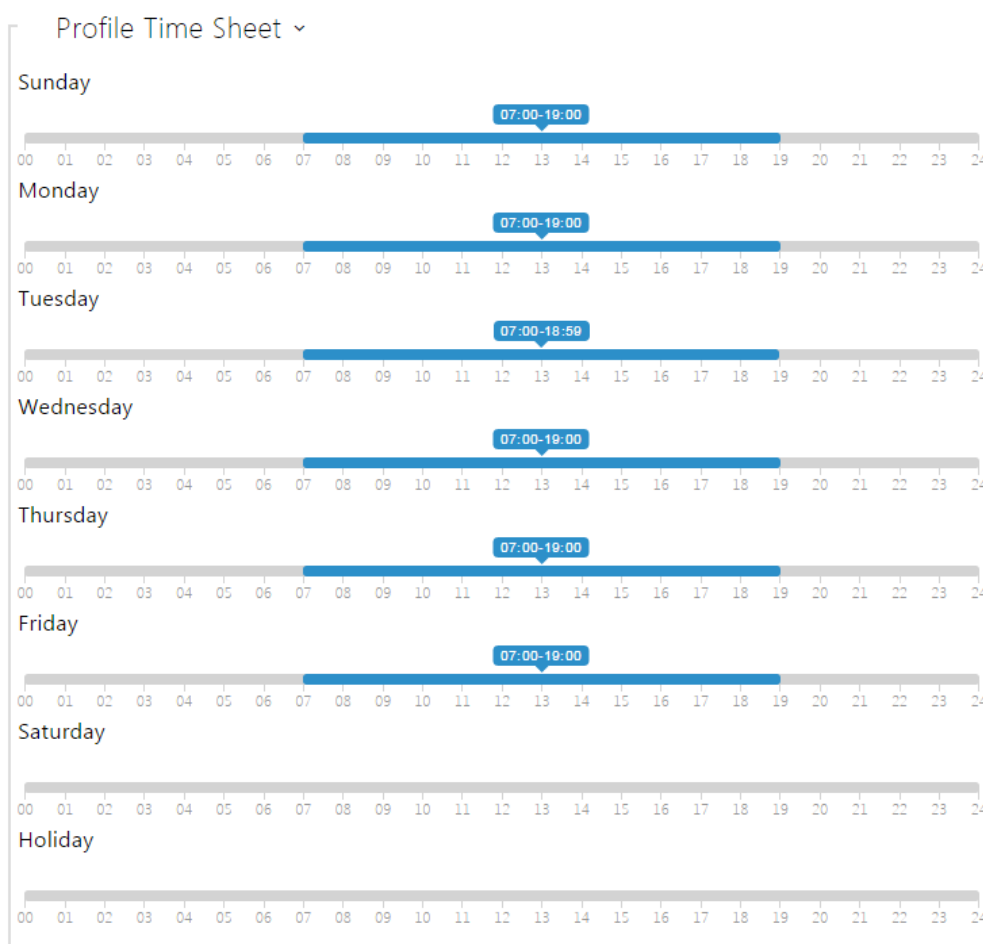 Profile Time Sheet
Sunday
07:00-19:00
00 01 02 03 04 05 06 07 08 09 10 11 12 13 14 15 16 17 18 19 20 21 22 23 24
Monday
07:00-19:00
00 01 02 03 04 05 06 07 08 09 10 11 12 13 14 15 16 17 18 19 20 21 22 23 24
Tuesday
07:00-18:59
00 01 02 03 04 05 06 07 08 09 10 11 12 13 14 15 16 17 18 19 20 21 22 23 24
Wednesday
07:00-19:00
00 01 02 03 04 05 06 07 08 09 10 11 12 13 14 15 16 17 18 19 20 21 22 23 24
Thursday
07:00-19:00
00 01 02 03 04 05 06 07 08 09 10 11 12 13 14 15 16 17 18 19 20 21 22 23 24
Friday
07:00-19:00
00 01 02 03 04 05 06 07 08 09 10 11 12 13 14 15 16 17 18 19 20 21 22 23 24
Saturday
00 01 02 03 04 05 06 07 08 09 10 11 12 13 14 15 16 17 18 19 20 21 22 23 24
Holiday
00 01 02 03 04 05 06 07 08 09 10 11 12 13 14 15 16 17 18 19 20 21 22 23 24